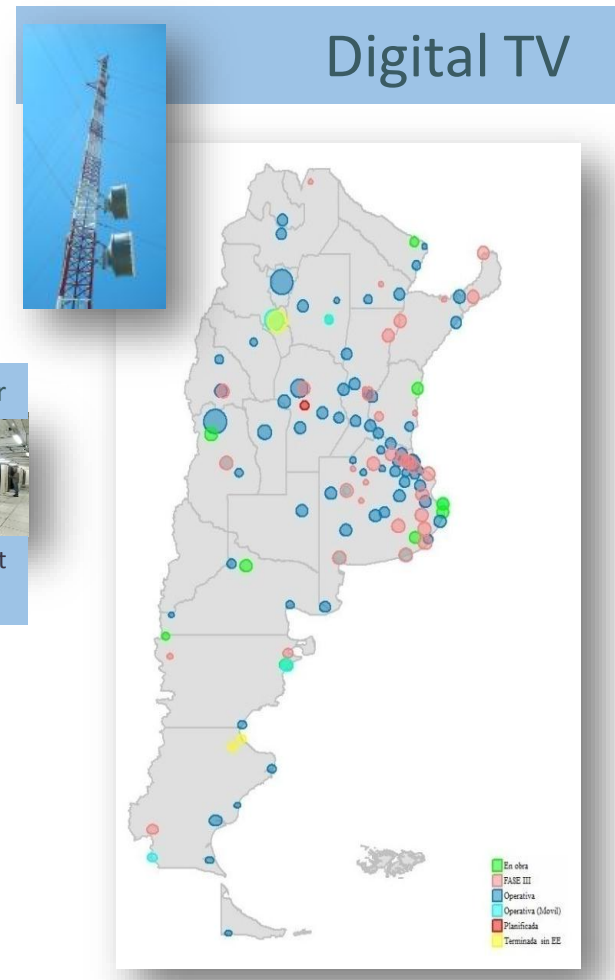 Digital TV
r
t
En obra
FASE III
Operativa
Operativa (Movil)
Planificada
Terminada sin EE